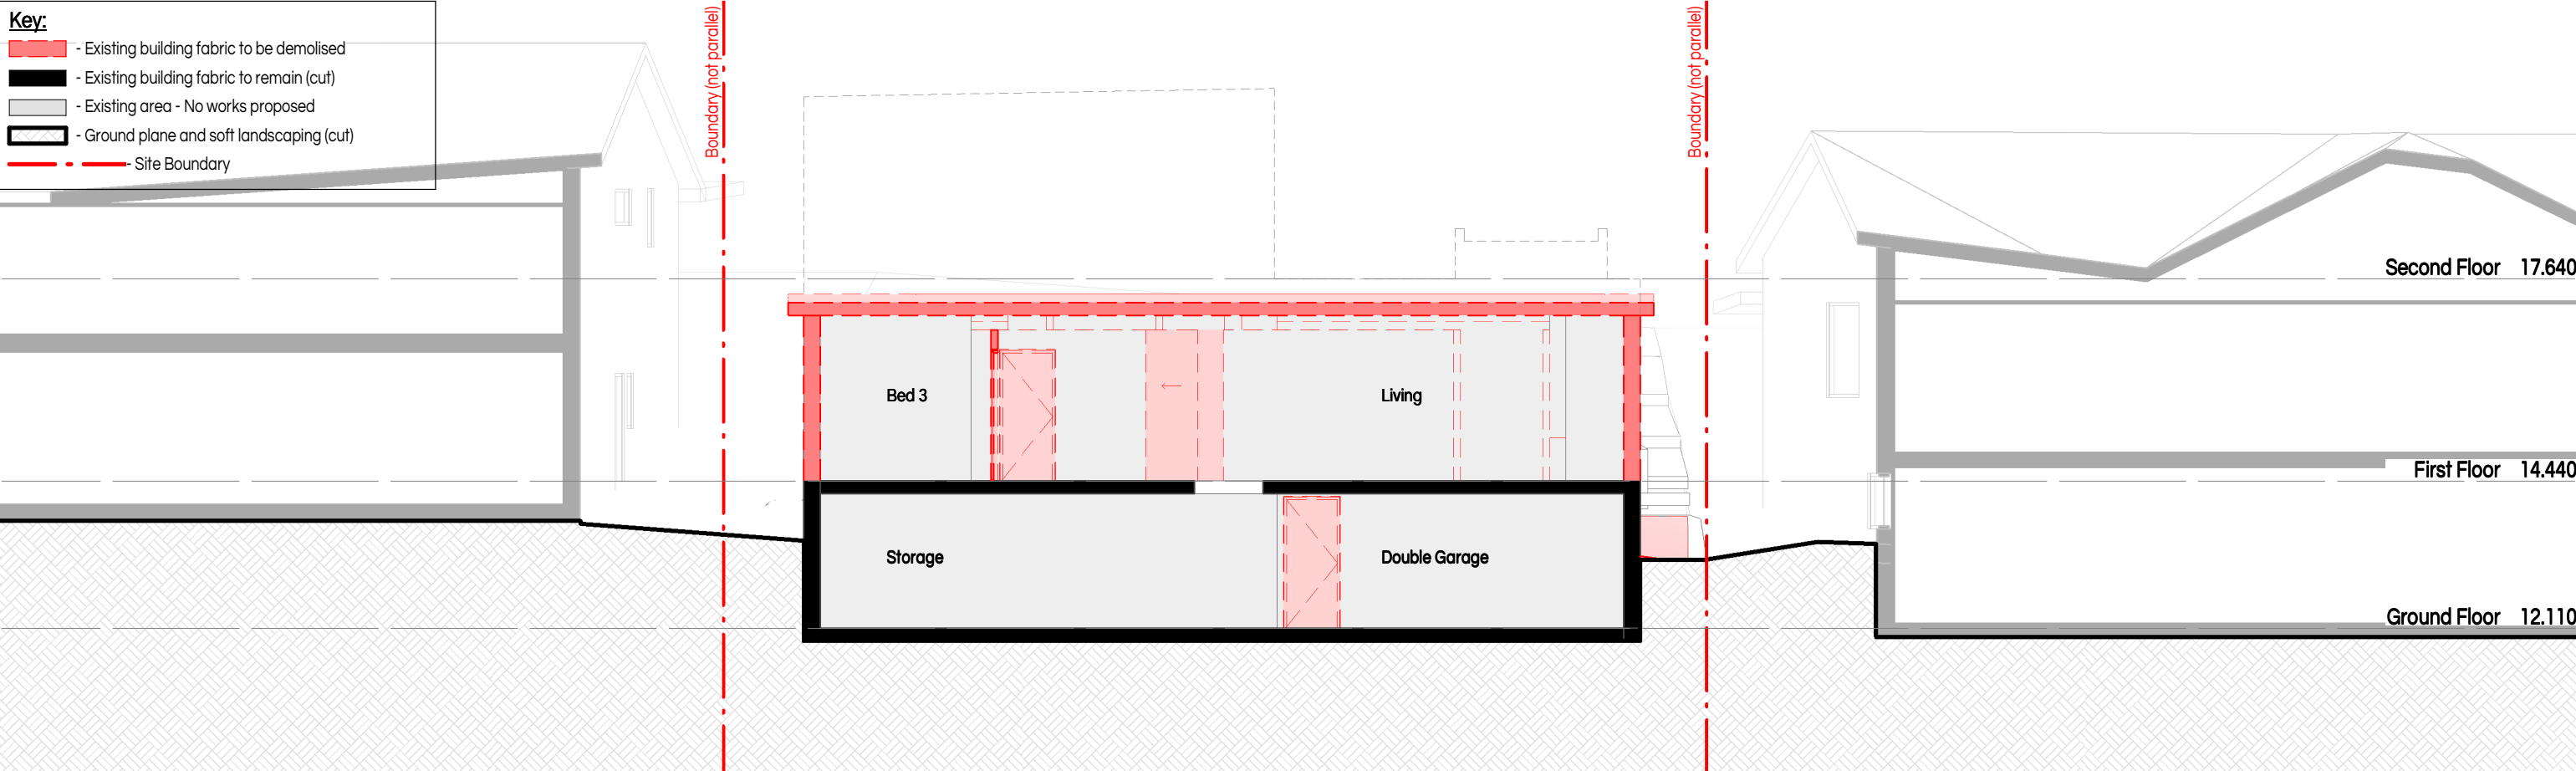 Key:
- Existing building fabric to be demolised
- Existing building fabric to remain (cut)
- Existing area - No works proposed
- Ground plane and soft landscaping (cut)
- Site Boundary
Boundary (not parallel)
Boundary (not parallel)
Second Floor 17.640
Bed 3
Living
First Floor 14.440
Storage
Double Garage
Ground Floor 12.110